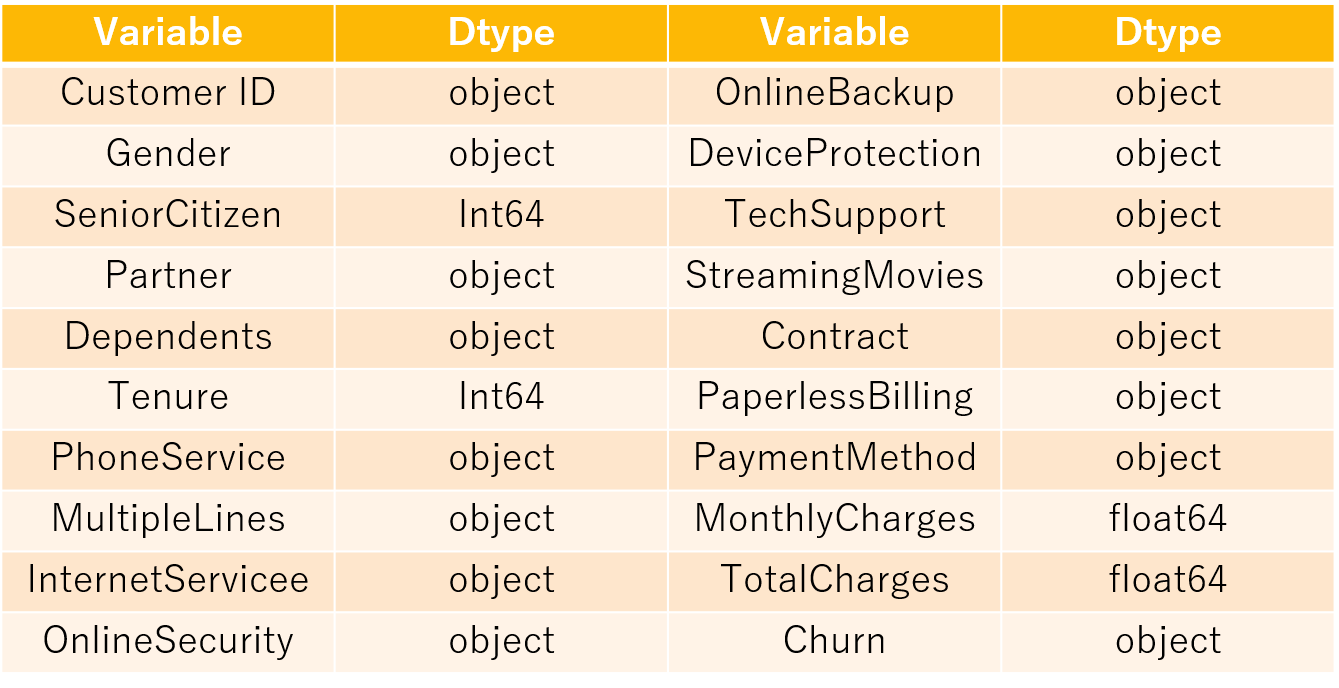 Variable Dtype Variable Dtype
Customer ID object OnlineBackup object
Gender object DeviceProtection object
SeniorCitizen Int64 TechSupport object
Partner object StreamingMovies object
Dependents object Contract object
Tenure Int64 PaperlessBilling object
PhoneService object PaymentMethod object
MultipleLines object MonthlyCharges float64
InternetServicee object TotalCharges float64
OnlineSecurity object Churn object